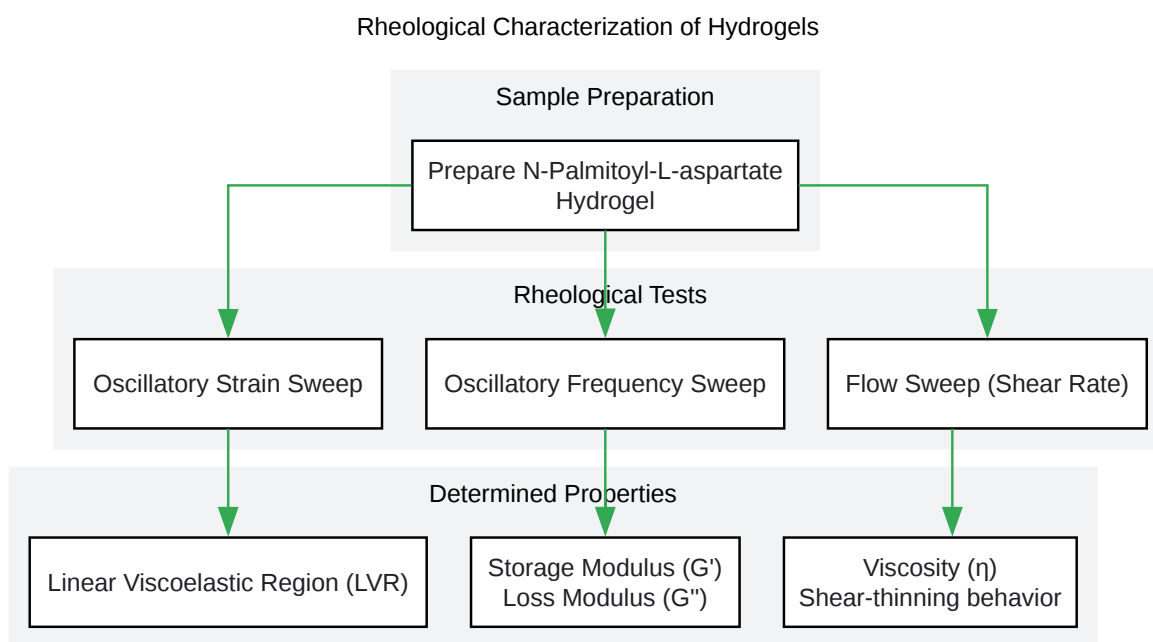 Rheological Characterization of Hydrogels
Sample Preparation
Prepare N-Palmitoyl-L-aspartate
Hydrogel
Rheological Tests
Oscillatory Strain Sweep
Oscillatory Frequency Sweep
Flow Sweep (Shear Rate)
Determined Properties
Linear Viscoelastic Region (LVR)
Storage Modulus (G')
Loss Modulus (G'')
Viscosity (η)
Shear-thinning behavior